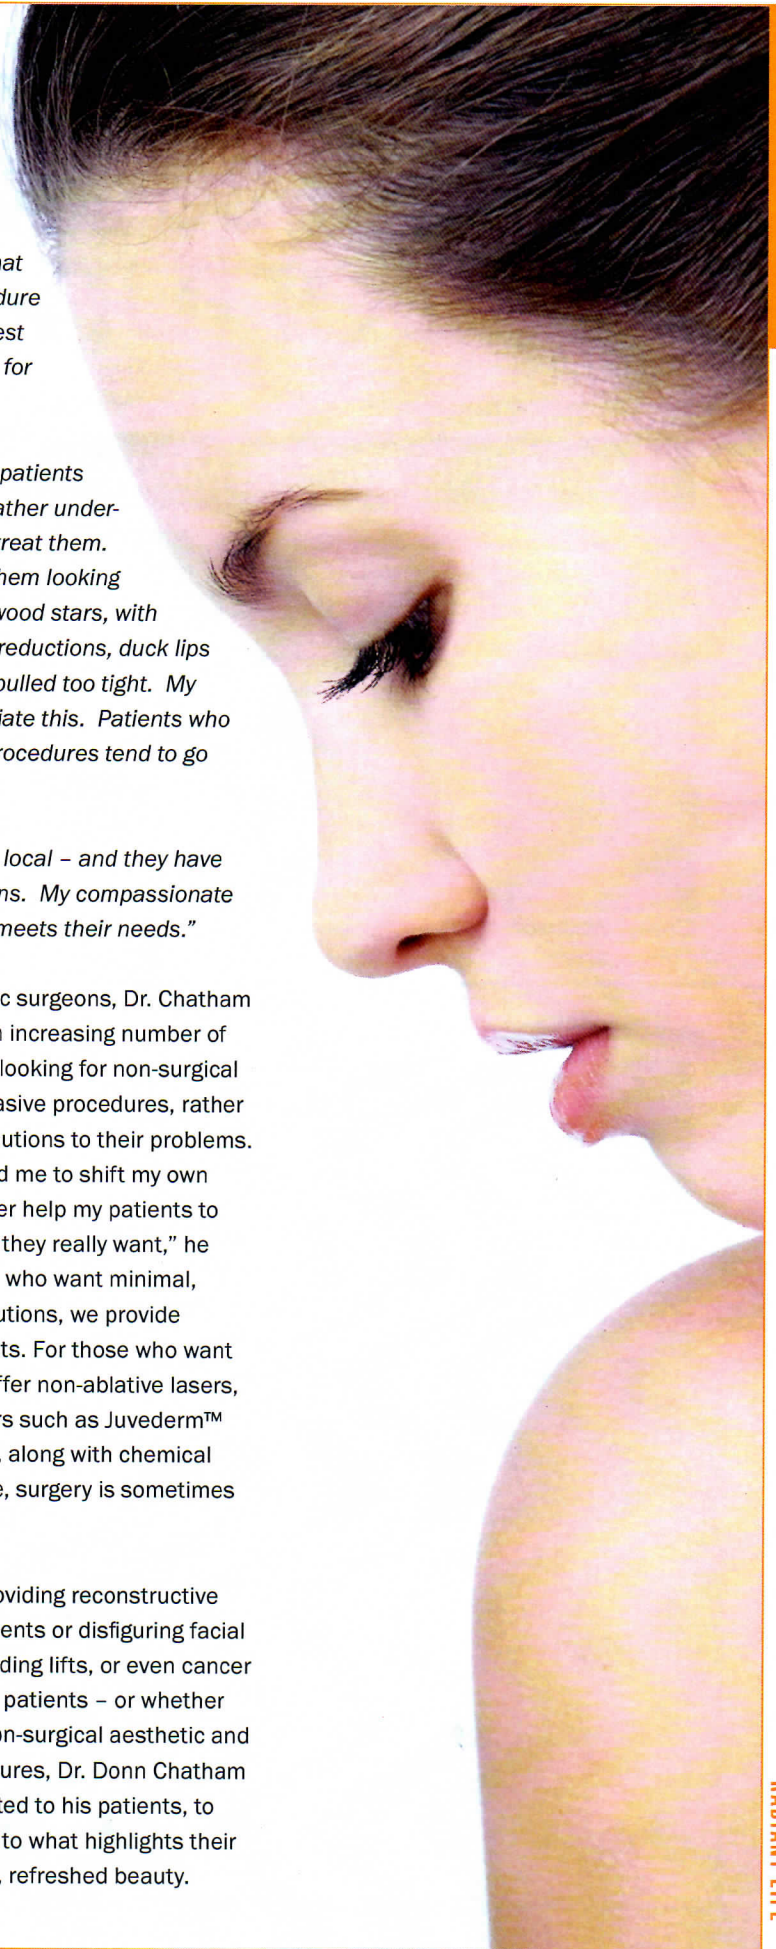 at
dure
est
for
patients
ather under-
reat them.
hem looking
wood stars, with
reductions, duck lips
pulled too tight. My
iate this. Patients who
rocedures tend to go
local – and they have
ns. My compassionate
meets their needs.”
c surgeons, Dr. Chatham
increasing number of
looking for non-surgical
asive procedures, rather
utions to their problems.
d me to shift my own
er help my patients to
they really want,” he
who want minimal,
utions, we provide
ts. For those who want
ffer non-ablative lasers,
rs such as Juvederm™
, along with chemical
e, surgery is sometimes
oviding reconstructive
ents or disfiguring facial
ding lifts, or even cancer
patients – or whether
on-surgical aesthetic and
ures, Dr. Donn Chatham
ted to his patients, to
to what highlights their
, refreshed beauty.